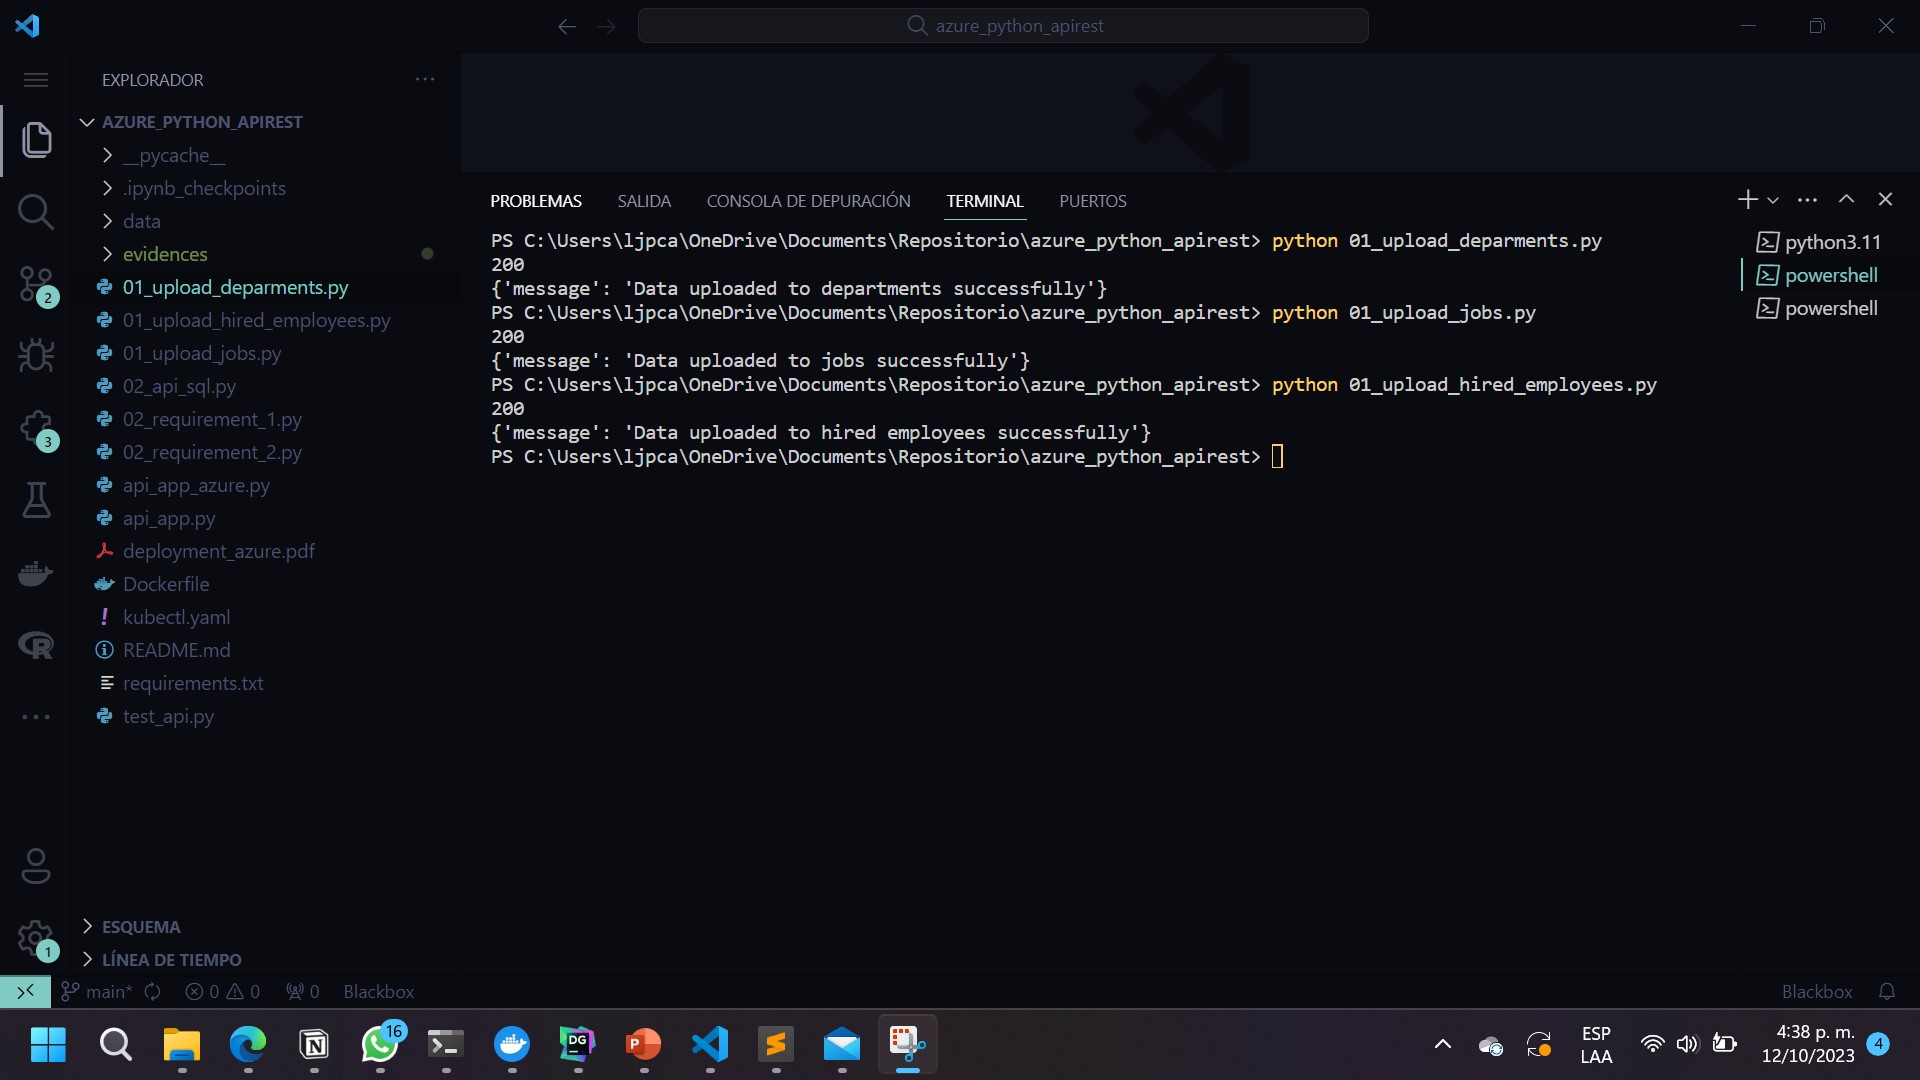 azure_python_apirest
EXPLORADOR
AZURE_PYTHON_APIREST
__pycache__
.ipynb_checkpoints
data
evidences
01_upload_deparments.py
01_upload_hired_employees.py
01_upload_jobs.py
02_api_sql.py
02_requirement_1.py
02_requirement_2.py
api_app_azure.py
api_app.py
deployment_azure.pdf
Dockerfile
! kubectl.yaml
README.md
requirements.txt
test_api.py
ESQUEMA
LÍNEA DE TIEMPO
2
3
1
PROBLEMAS SALIDA CONSOLA DE DEPURACIÓN TERMINAL PUERTOS
PS C:\Users\ljpca\OneDrive\Documents\Repositorio\azure_python_apirest> python 01_upload_deparments.py
200
{'message': 'Data uploaded to departments successfully'}
PS C:\Users\ljpca\OneDrive\Documents\Repositorio\azure_python_apirest> python 01_upload_jobs.py
200
{'message': 'Data uploaded to jobs successfully'}
PS C:\Users\ljpca\OneDrive\Documents\Repositorio\azure_python_apirest> python 01_upload_hired_employees.py
200
{'message': 'Data uploaded to hired employees successfully'}
PS C:\Users\ljpca\OneDrive\Documents\Repositorio\azure_python_apirest>
python3.11
powershell
powershell
main* 0 0 0 Blackbox
Blackbox
16
DG
P
ESP
LAA
4:38 p. m.
12/10/2023
4